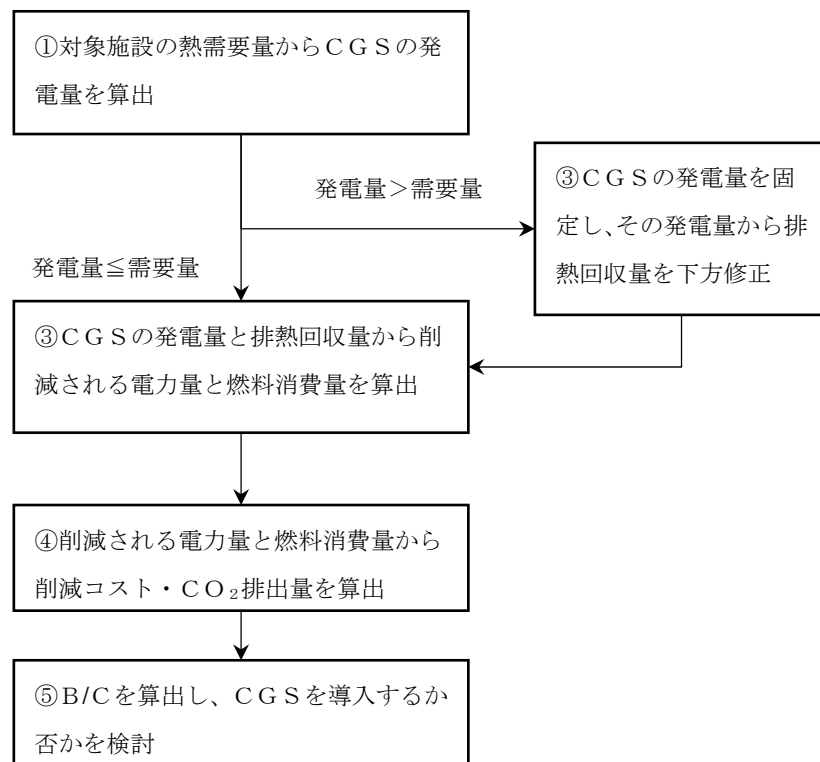 ①対象施設の熱需要量からCGSの発
電量を算出
発電量＞需要量
③CGSの発電量を固
定し、その発電量から排
熱回収量を下方修正
発電量≦需要量
③CGSの発電量と排熱回収量から削
減される電力量と燃料消費量を算出
④削減される電力量と燃料消費量から
削減コスト・CO₂排出量を算出
⑤B/Cを算出し、CGSを導入するか
否かを検討